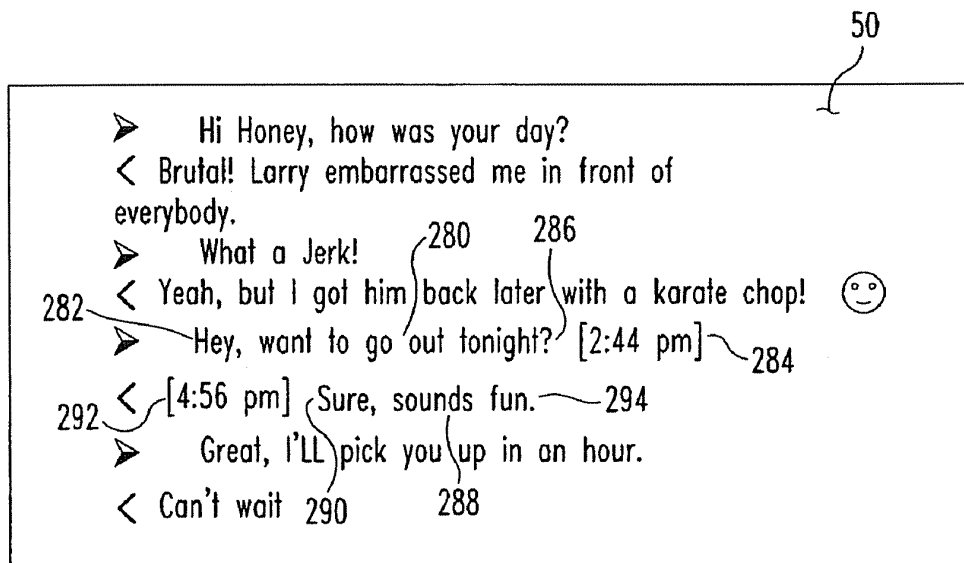 50
➢ Hi Honey, how was your day?
< Brutal! Larry embarrassed me in front of
everybody.
➢ What a Jerk!
280
286
< Yeah, but I got him back later with a karate chop!
282
➢ Hey, want to go out tonight? [2:44 pm]
284
< [4:56 pm] Sure, sounds fun.
294
292
➢ Great, I'LL pick you up in an hour.
< Can't wait
290
288